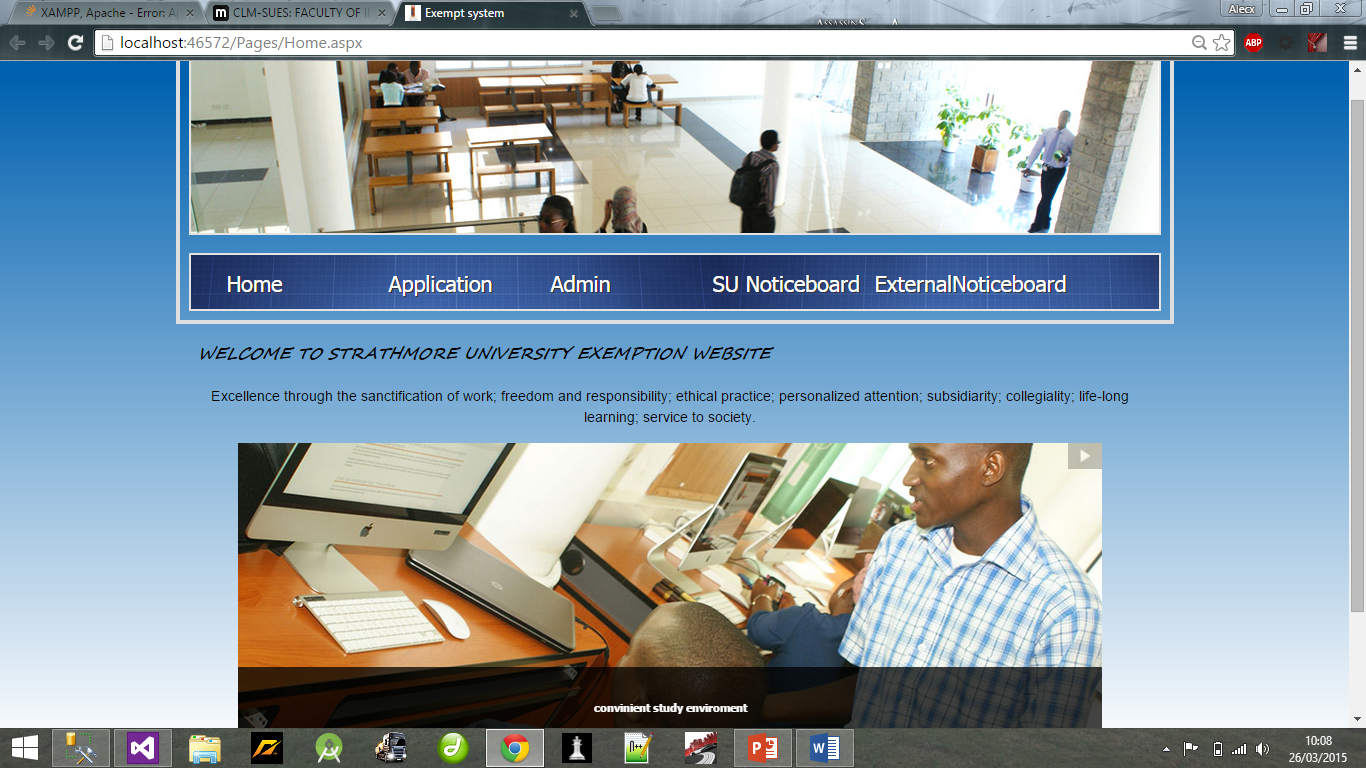 XAMPP, Apache - Error: A
CLM-SUES: FACULTY OF I
Exempt system
Alecx
localhost:46572/Pages/Home.aspx
ABP
Home Application Admin SU Noticeboard ExternalNoticeboard
WELCOME TO STRATHMORE UNIVERSITY EXEMPTION WEBSITE
Excellence through the sanctification of work; freedom and responsibility; ethical practice; personalized attention; subsidiarity; collegiality; life-long
learning; service to society.
convinient study enviroment
10:08
26/03/2015